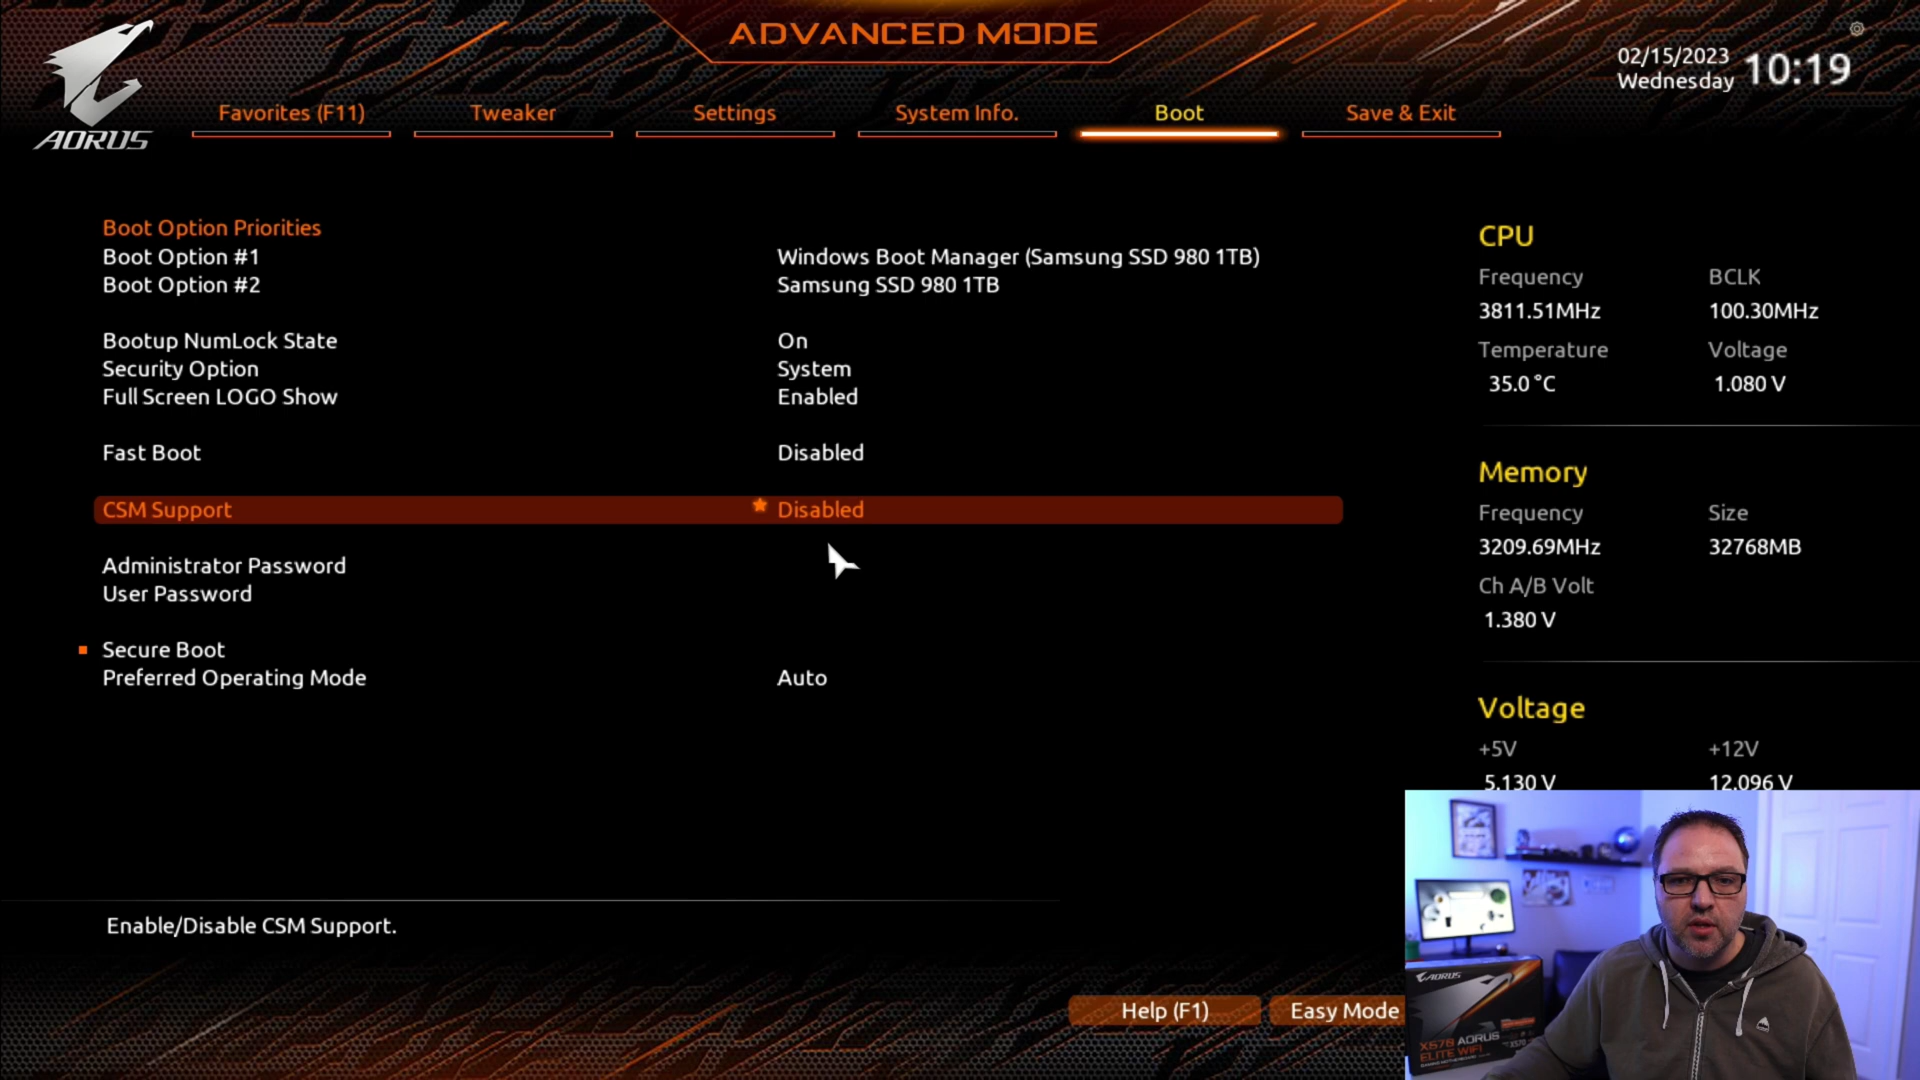 ADVANCED MODE
02/15/2023
Wednesday
10:19
AORUS
Favorites (F11)
Tweaker
Settings
System Info.
Boot
Save & Exit
Boot Option Priorities
Boot Option #1 Windows Boot Manager (Samsung SSD 980 1TB)
Boot Option #2 Samsung SSD 980 1TB
Bootup NumLock State On
Security Option System
Full Screen LOGO Show Enabled
Fast Boot Disabled
CSM Support Disabled
Administrator Password
User Password
Secure Boot
Preferred Operating Mode Auto
CPU
Frequency BCLK
3811.51MHz 100.30MHz
Temperature Voltage
35.0 °C 1.080 V
Memory
Frequency Size
3209.69MHz 32768MB
Ch A/B Volt
1.380 V
Voltage
+5V +12V
5.130 V 12.096 V
Enable/Disable CSM Support.
Help (F1)
Easy Mode
AORUS
X570 AORUS
ELITE WIFI